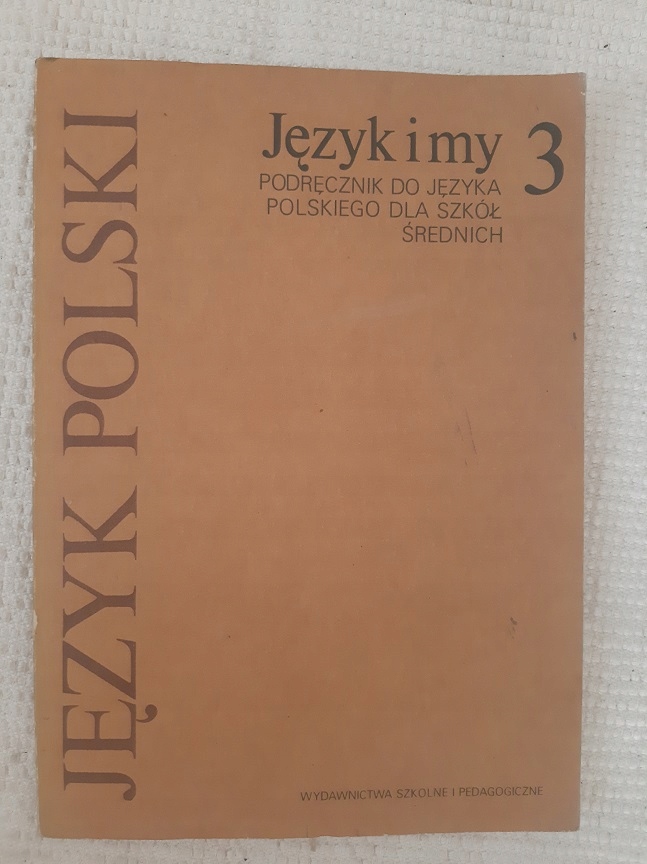 JĘZYK POLSKI
Język i my 3
PODRĘCZNIK DO JĘZYKA
POLSKIEGO DLA SZKÓŁ
ŚREDNICH
WYDAWNICTWA SZKOLNE I PEDAGOGICZNE